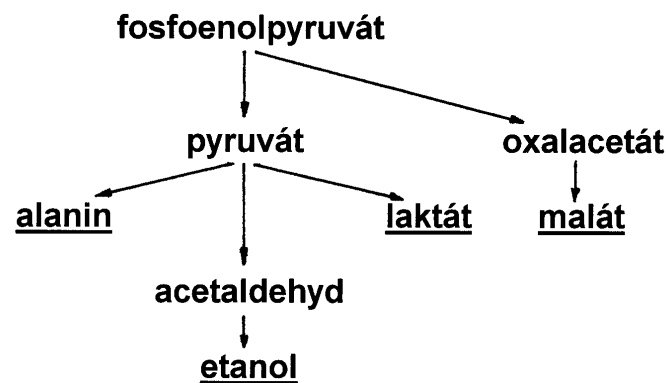 fosfoenolpyruvát
pyruvát
oxalacetát
alanin
laktát
malát
acetaldehyd
etanol